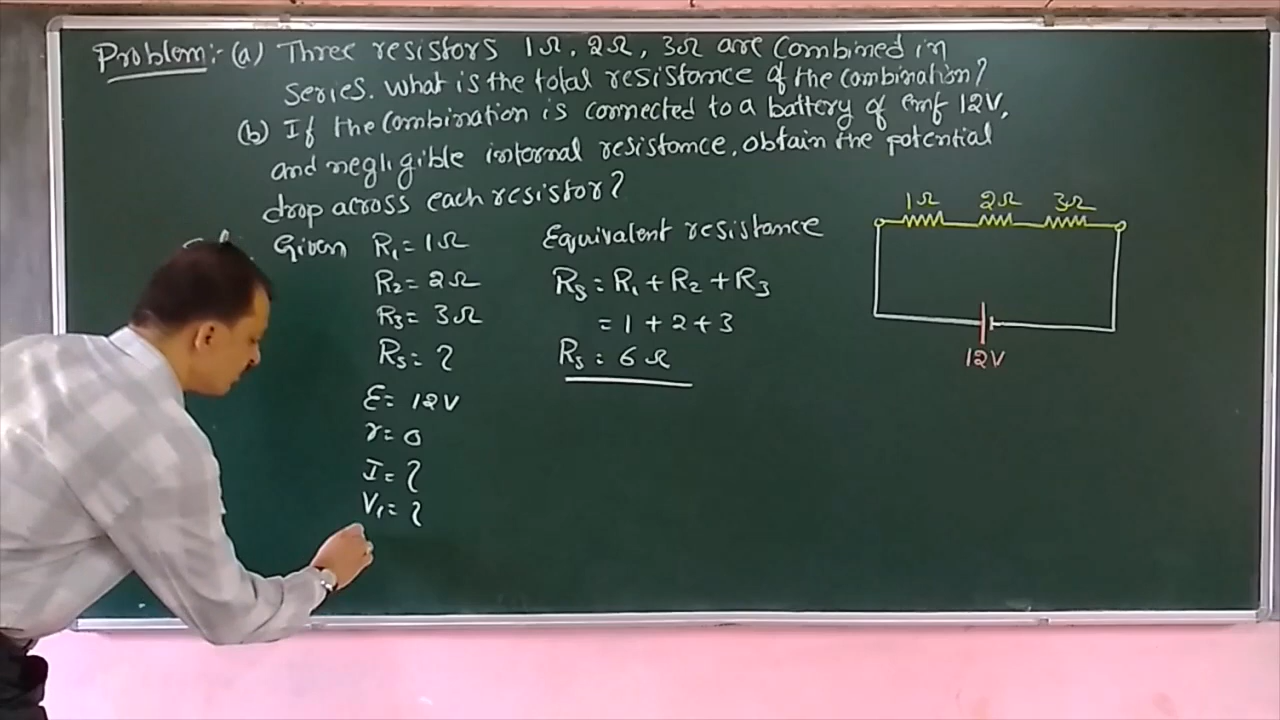 Problem:- (a) Three resistors 1Ω, 2Ω, 3Ω are combined in
series. What is the total resistance of the combination?
(b) If the combination is connected to a battery of emf 12V,
and negligible internal resistance, obtain the potential
drop across each resistor?
Given R₁ = 1Ω
R₂ = 2Ω
R₃ = 3Ω
Rs = ?
ε = 12V
r = 0
I = ?
V₁ = ?
Equivalent resistance
Rs = R₁ + R₂ + R₃
= 1 + 2 + 3
Rs = 6Ω
1Ω 2Ω 3Ω
12V